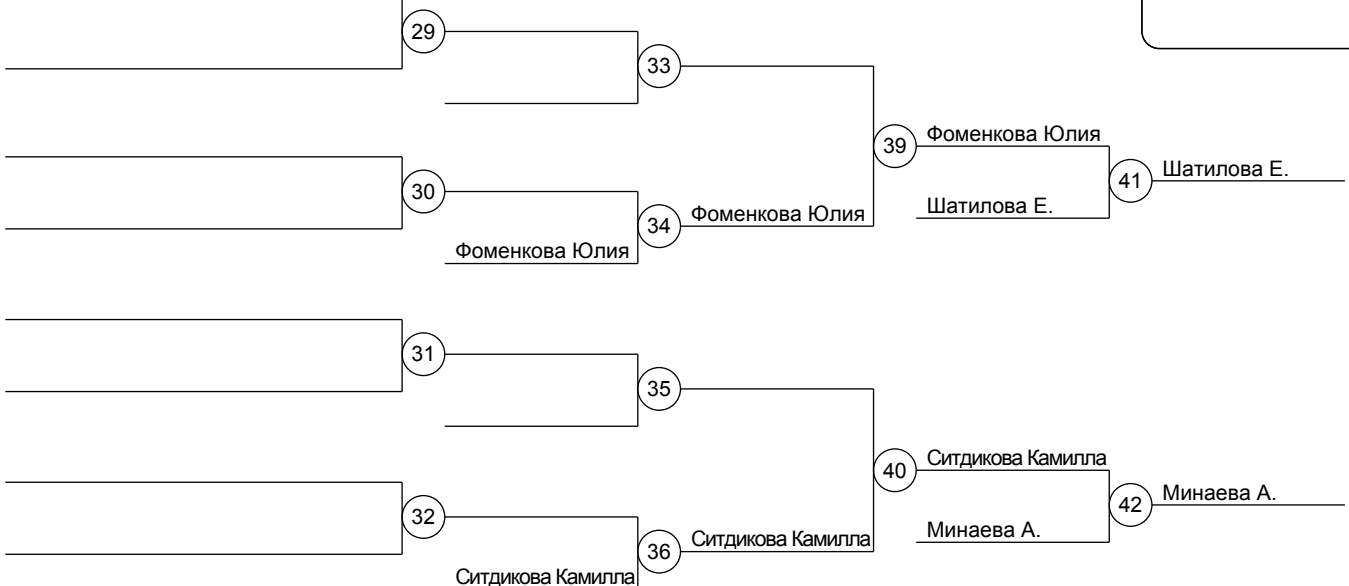 29
33
39
Фоменкова Юлия
41
Шатилова Е.
30
34
Фоменкова Юлия
Шатилова Е.
Фоменкова Юлия
31
35
40
Ситдикова Камилла
42
Минаева А.
32
36
Ситдикова Камилла
Минаева А.
Ситдикова Камилла